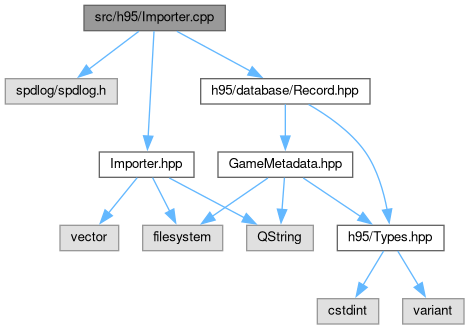 src/h95/Importer.cpp
spdlog/spdlog.h
h95/database/Record.hpp
Importer.hpp
GameMetadata.hpp
vector
filesystem
QString
h95/Types.hpp
cstdint
variant